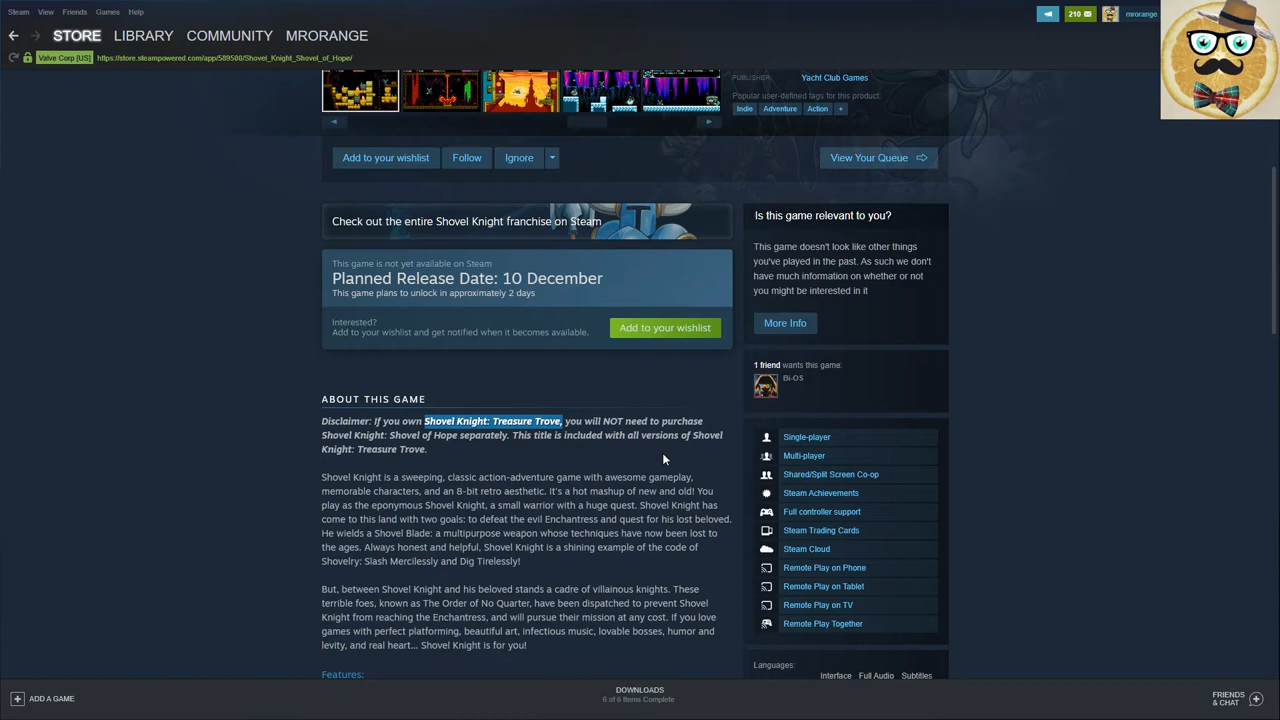 Steam View Friends Games Help
210
mrorange
STORE LIBRARY COMMUNITY MRORANGE
Valve Corp [US] https://store.steampowered.com/app/589500/Shovel_Knight_Shovel_of_Hope/
PUBLISHER: Yacht Club Games
Popular user-defined tags for this product:
Indie Adventure Action +
Add to your wishlist Follow Ignore View Your Queue
Check out the entire Shovel Knight franchise on Steam
Is this game relevant to you?
This game doesn't look like other things
you've played in the past. As such we don't
have much information on whether or not
you might be interested in it
More Info
This game is not yet available on Steam
Planned Release Date: 10 December
This game plans to unlock in approximately 2 days
Interested?
Add to your wishlist and get notified when it becomes available.
Add to your wishlist
1 friend wants this game:
Bi-OS
ABOUT THIS GAME
Disclaimer: If you own Shovel Knight: Treasure Trove, you will NOT need to purchase
Shovel Knight: Shovel of Hope separately. This title is included with all versions of Shovel
Knight: Treasure Trove.
Shovel Knight is a sweeping, classic action-adventure game with awesome gameplay,
memorable characters, and an 8-bit retro aesthetic. It's a hot mashup of new and old! You
play as the eponymous Shovel Knight, a small warrior with a huge quest. Shovel Knight has
come to this land with two goals: to defeat the evil Enchantress and quest for his lost beloved.
He wields a Shovel Blade: a multipurpose weapon whose techniques have now been lost to
the ages. Always honest and helpful, Shovel Knight is a shining example of the code of
Shovelry: Slash Mercilessly and Dig Tirelessly!
But, between Shovel Knight and his beloved stands a cadre of villainous knights. These
terrible foes, known as The Order of No Quarter, have been dispatched to prevent Shovel
Knight from reaching the Enchantress, and will pursue their mission at any cost. If you love
games with perfect platforming, beautiful art, infectious music, lovable bosses, humor and
levity, and real heart... Shovel Knight is for you!
Features:
Single-player
Multi-player
Shared/Split Screen Co-op
Steam Achievements
Full controller support
Steam Trading Cards
Steam Cloud
Remote Play on Phone
Remote Play on Tablet
Remote Play on TV
Remote Play Together
Languages:
Interface Full Audio Subtitles
ADD A GAME
DOWNLOADS
6 of 6 Items Complete
FRIENDS
& CHAT